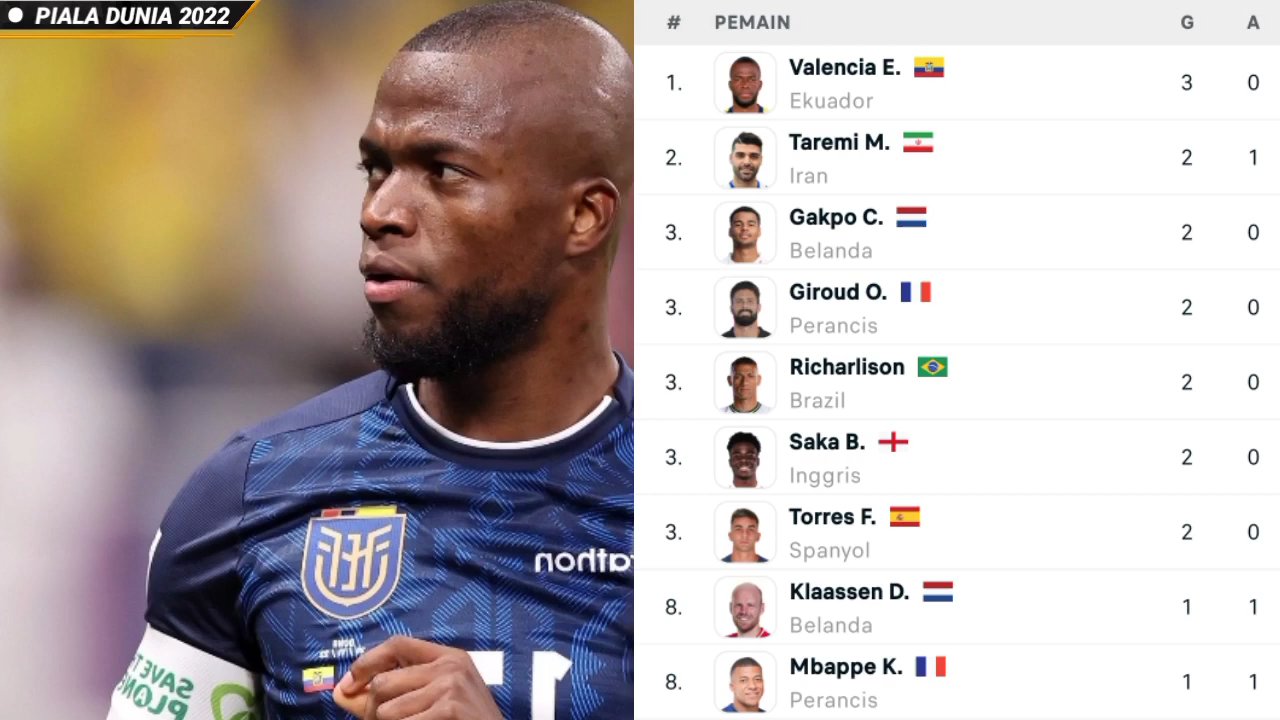 PIALA DUNIA 2022
# PEMAIN G A
1. Valencia E. 3 0
Ekuador
2. Taremi M. 2 1
Iran
3. Gakpo C. 2 0
Belanda
3. Giroud O. 2 0
Perancis
3. Richarlison 2 0
Brazil
3. Saka B. 2 0
Inggris
3. Torres F. 2 0
Spanyol
8. Klaassen D. 1 1
Belanda
8. Mbappe K. 1 1
Perancis
SAVE T